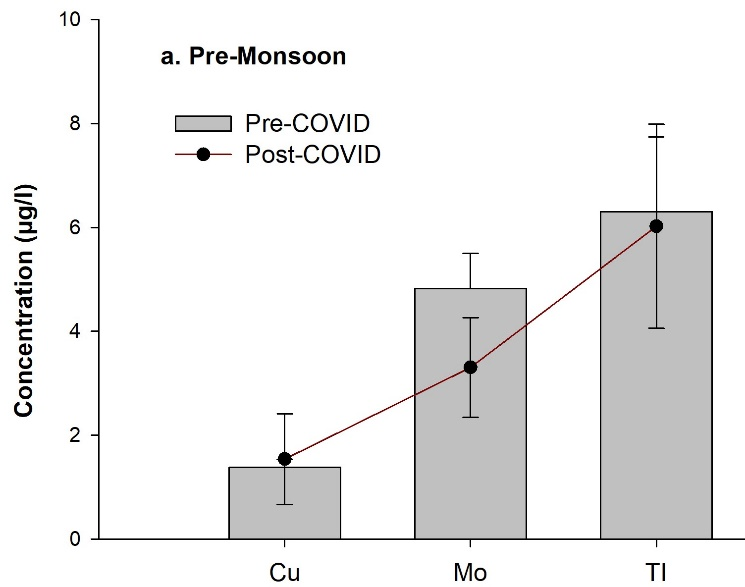 10
a. Pre-Monsoon
Pre-COVID
Post-COVID
8
6
4
2
0
Concentration (µg/l)
Cu Mo Tl